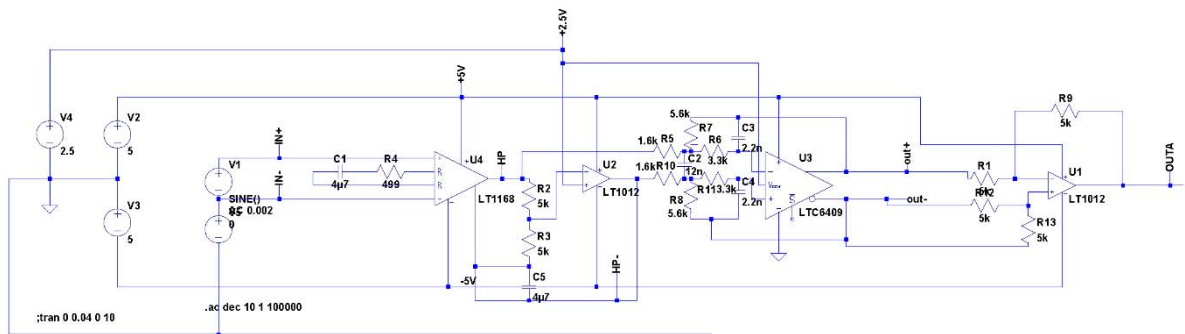 +2.5V
+5V
V4
2.5
V2
5
V3
5
V1
SINE()
AC 0.002
0
IN+
IN-
C1
4µ7
R4
499
R
R
U4
LT1168
HP
R2
5k
R3
5k
C5
4µ7
-5V
U2
LT1012
HP-
5.6k
R7
C3
2.2n
1.6k
R5
R6
3.3k
1.6k
R10
C2
12n
R11
3.3k
C4
2.2n
R8
5.6k
U3
LTC6409
out+
out-
R1
R12
5k
R13
5k
R9
5k
U1
LT1012
OUTA
;tran 0 0.04 0 10
.ac dec 10 1 100000